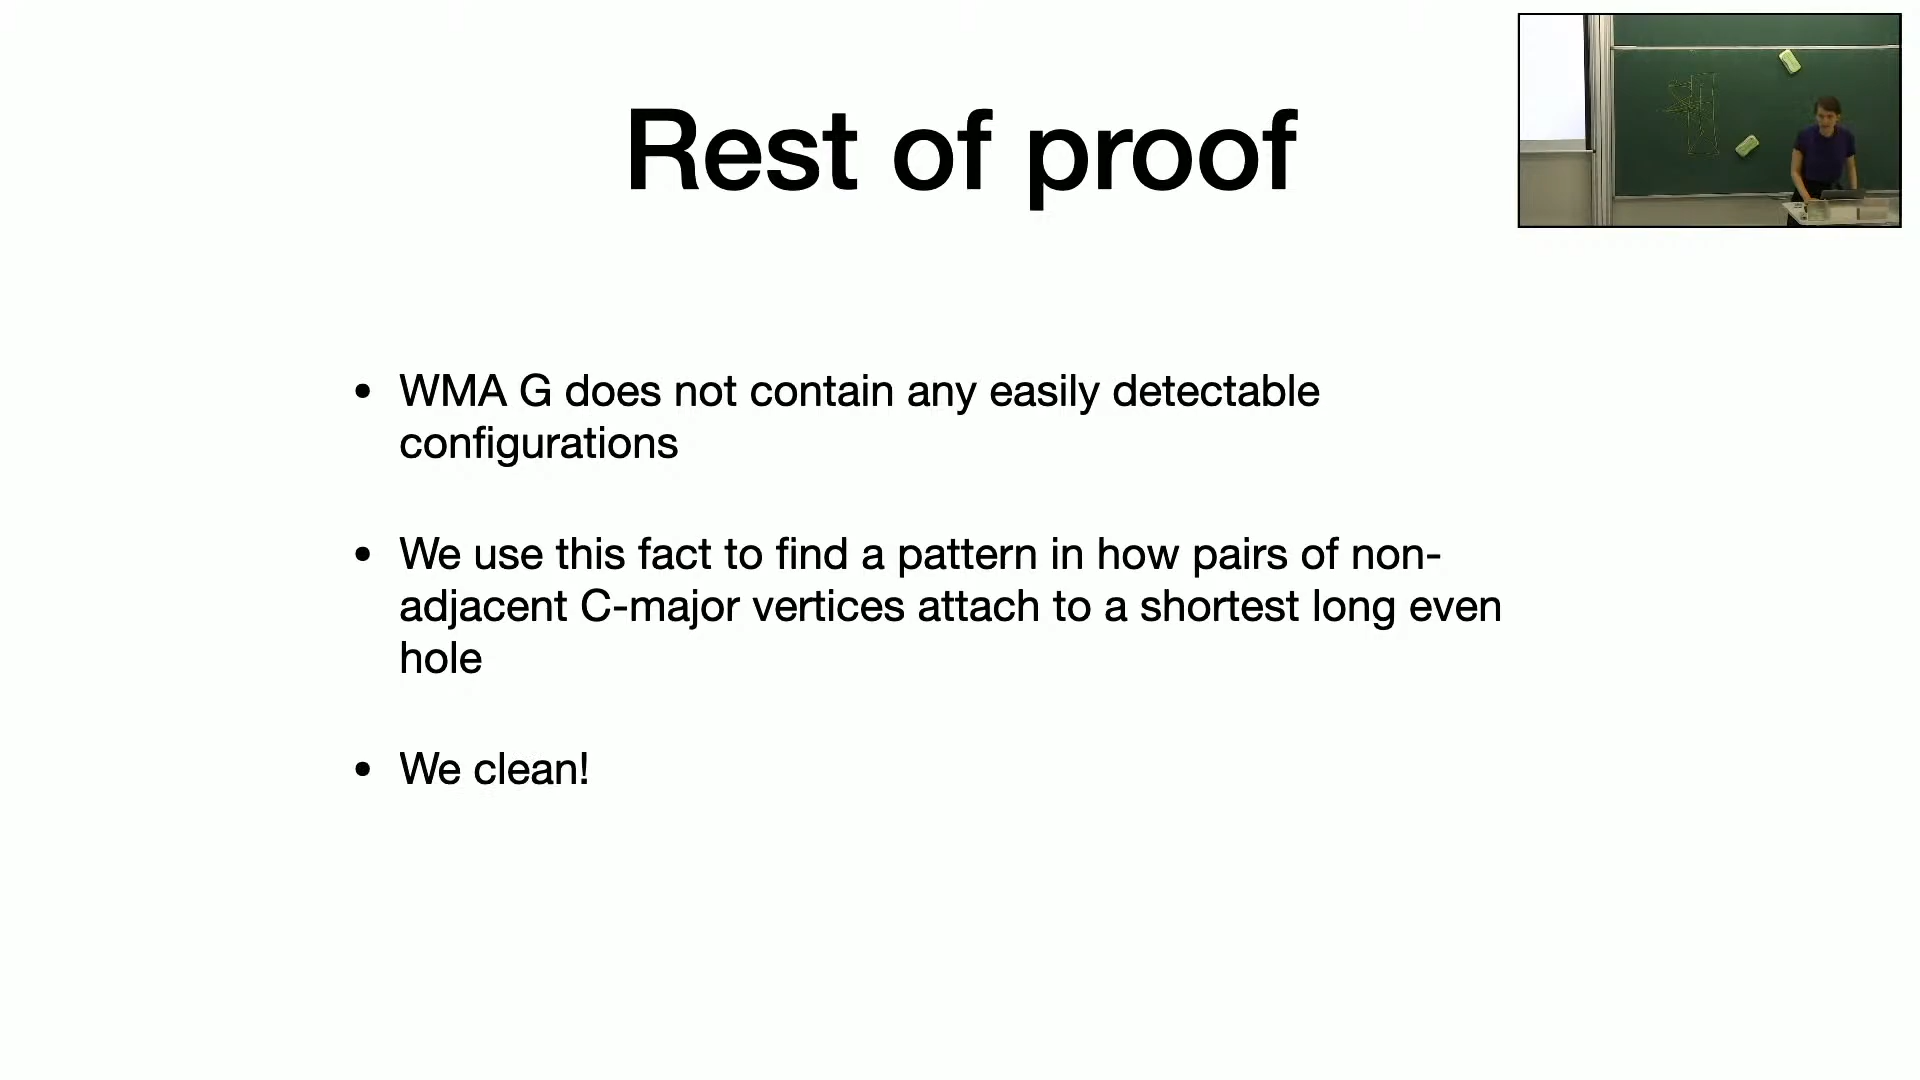 Rest of proof
• WMA G does not contain any easily detectable
configurations
• We use this fact to find a pattern in how pairs of non-
adjacent C-major vertices attach to a shortest long even
hole
• We clean!